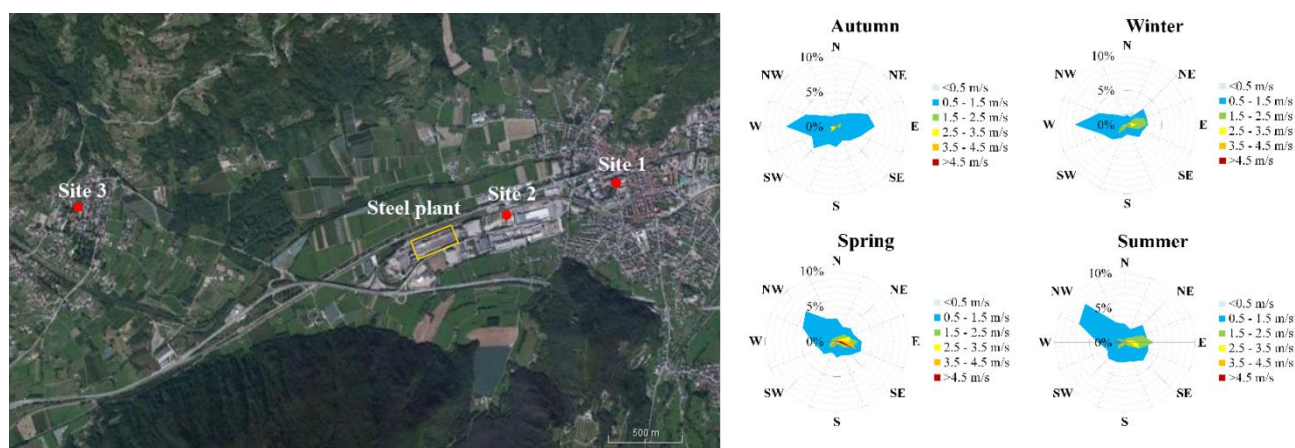 Site 3
Steel plant
Site 2
Site 1
500 m
Autumn
N
NE
E
SE
S
SW
W
NW
10%
5%
0%
<0.5 m/s
0.5 - 1.5 m/s
1.5 - 2.5 m/s
2.5 - 3.5 m/s
3.5 - 4.5 m/s
>4.5 m/s
Winter
N
NE
E
SE
S
SW
W
NW
10%
5%
0%
<0.5 m/s
0.5 - 1.5 m/s
1.5 - 2.5 m/s
2.5 - 3.5 m/s
3.5 - 4.5 m/s
>4.5 m/s
Spring
N
NE
E
SE
S
SW
W
NW
10%
5%
0%
<0.5 m/s
0.5 - 1.5 m/s
1.5 - 2.5 m/s
2.5 - 3.5 m/s
3.5 - 4.5 m/s
>4.5 m/s
Summer
N
NE
E
SE
S
SW
W
NW
10%
5%
0%
<0.5 m/s
0.5 - 1.5 m/s
1.5 - 2.5 m/s
2.5 - 3.5 m/s
3.5 - 4.5 m/s
>4.5 m/s